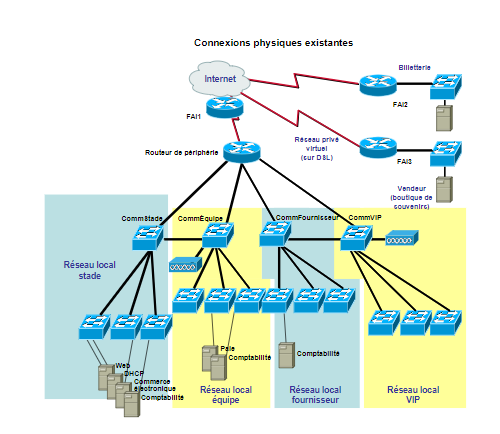 Connexions physiques existantes
Internet
Billetterie
FAI1
FAI2
Routeur de périphérie
Réseau privé
virtuel
(sur DSL)
FAI3
Vendeur
(boutique de
souvenirs)
CommStade
CommÉquipe
CommFournisseur
CommVIP
Réseau local
stade
Web
DHCP
Commerce
électronique
Comptabilité
Paie
Comptabilité
Comptabilité
Réseau local
équipe
Réseau local
fournisseur
Réseau local
VIP